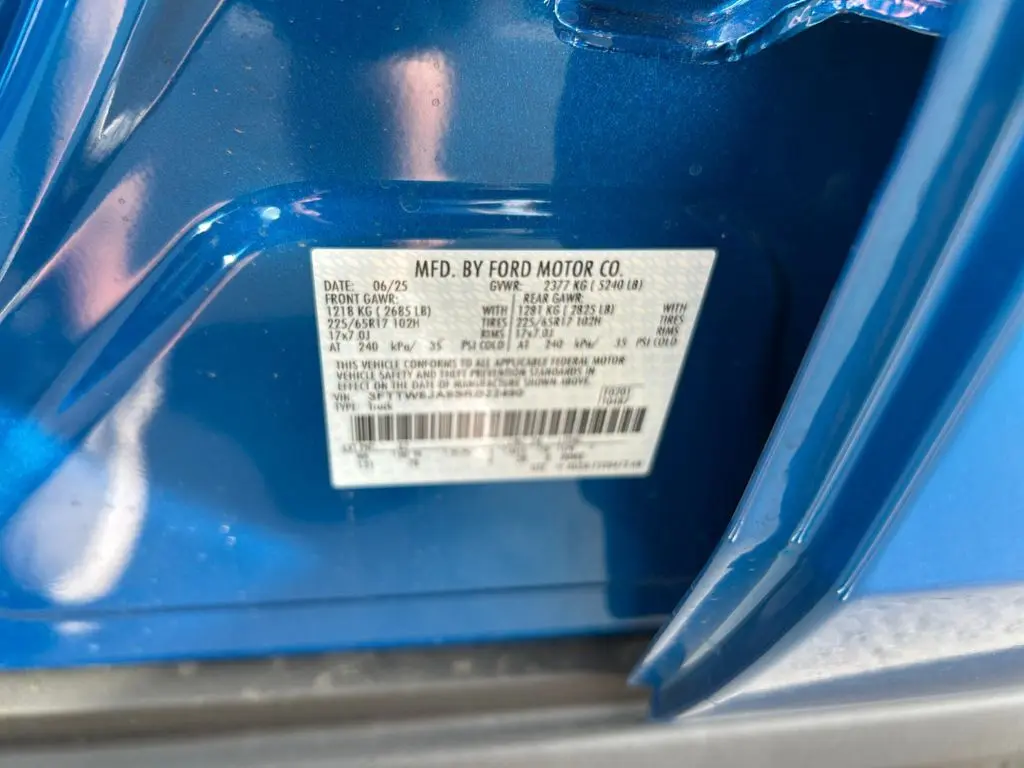 MFD. BY FORD MOTOR CO.
DATE: 06/25 GVWR: 2377 KG ( 5240 LB)
FRONT GAWR: REAR GAWR:
1218 KG ( 2685 LB) WITH 1281 KG ( 2825 LB) WITH
225/65R17 102H TIRES 225/65R17 102H TIRES
17x7.0J RIMS 17x7.0J RIMS
AT 240 kPa/ 35 PSI COLD AT 240 kPa/ 35 PSI COLD
THIS VEHICLE CONFORMS TO ALL APPLICABLE FEDERAL MOTOR
VEHICLE SAFETY AND THEFT PREVENTION STANDARDS IN
EFFECT ON THE DATE OF MANUFACTURE SHOWN ABOVE.
VIN:
TYPE: Truck